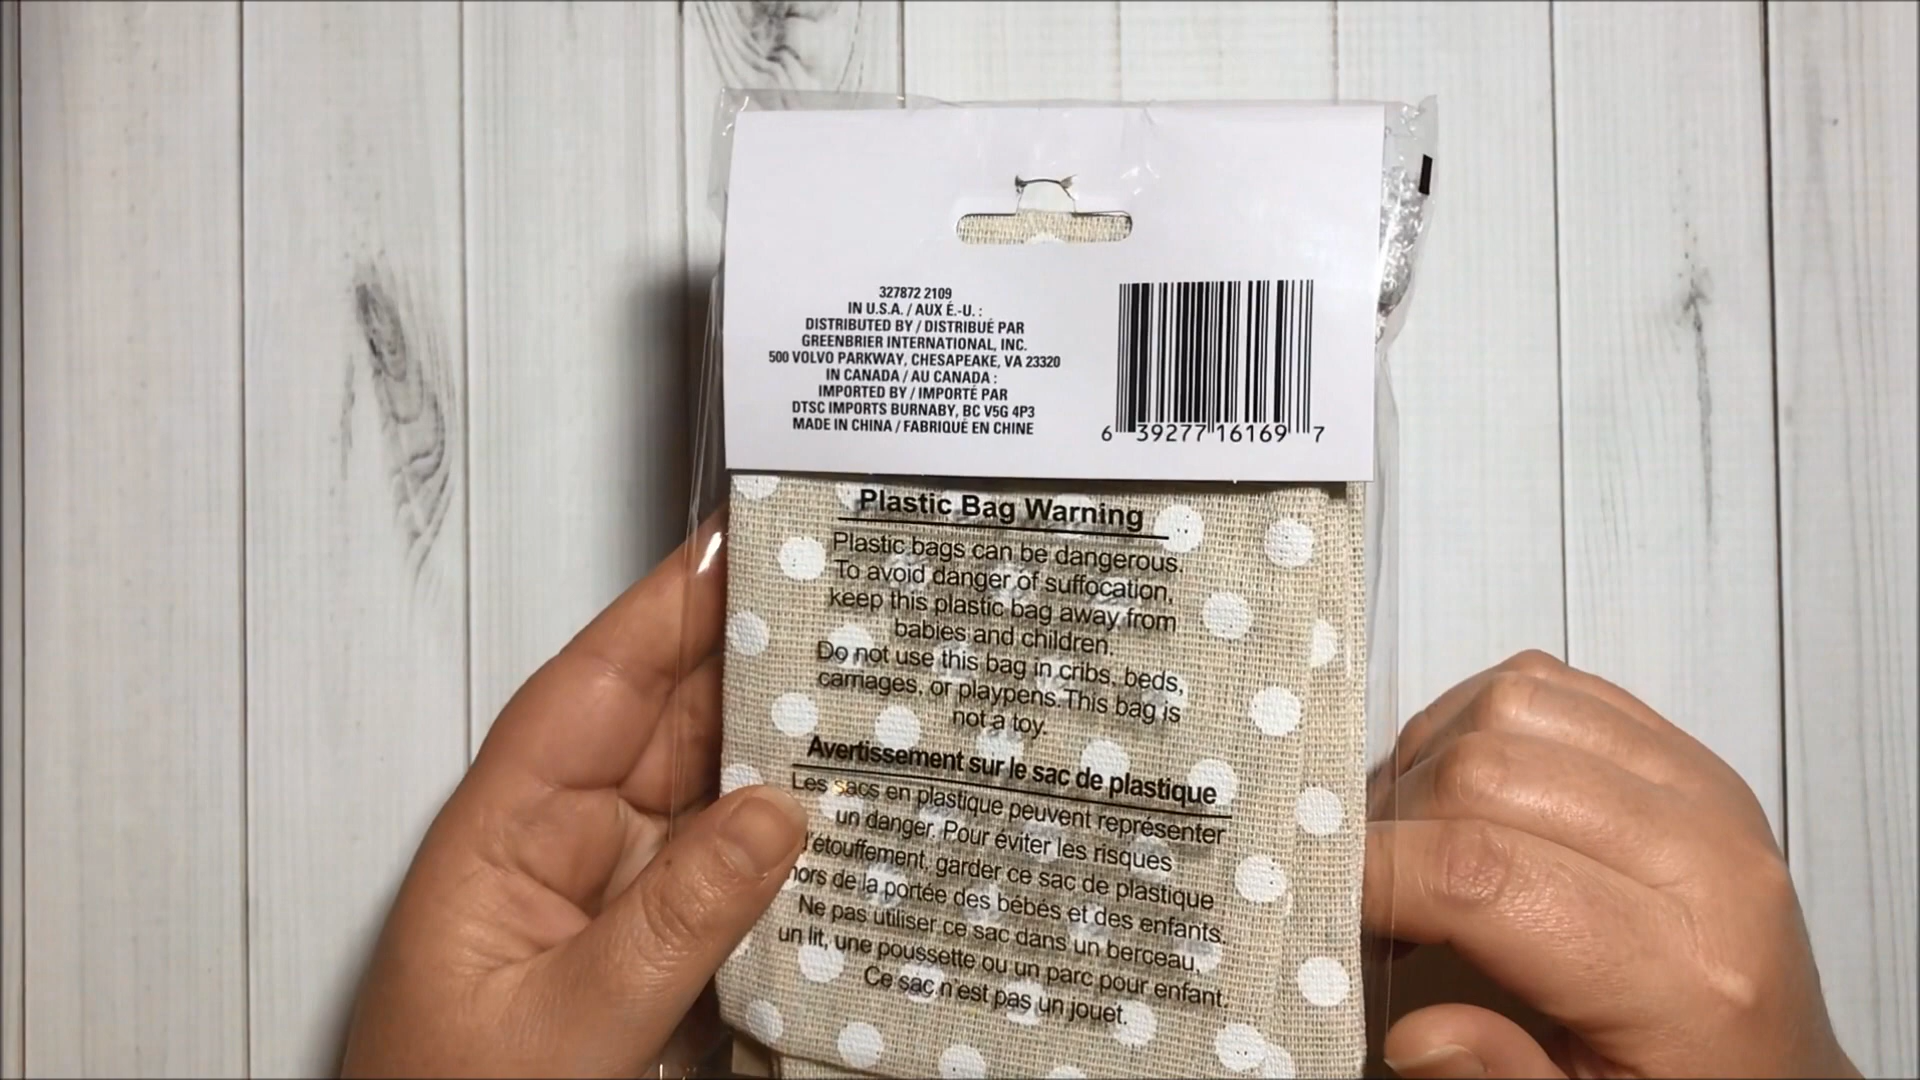 327872 2109
IN U.S.A. / AUX É.-U. :
DISTRIBUTED BY / DISTRIBUÉ PAR
GREENBRIER INTERNATIONAL, INC.
500 VOLVO PARKWAY, CHESAPEAKE, VA 23320
IN CANADA / AU CANADA :
IMPORTED BY / IMPORTÉ PAR
DTSC IMPORTS BURNABY, BC V5G 4P3
MADE IN CHINA / FABRIQUÉ EN CHINE
6 39277 16169 7
Plastic Bag Warning
Plastic bags can be dangerous.
To avoid danger of suffocation,
keep this plastic bag away from
babies and children.
Do not use this bag in cribs, beds,
carriages, or playpens. This bag is
not a toy.
Avertissement sur le sac de plastique
Les sacs en plastique peuvent représenter
un danger. Pour éviter les risques
d'étouffement, garder ce sac de plastique
hors de la portée des bébés et des enfants.
Ne pas utiliser ce sac dans un berceau,
un lit, une poussette ou un parc pour enfant.
Ce sac n'est pas un jouet.